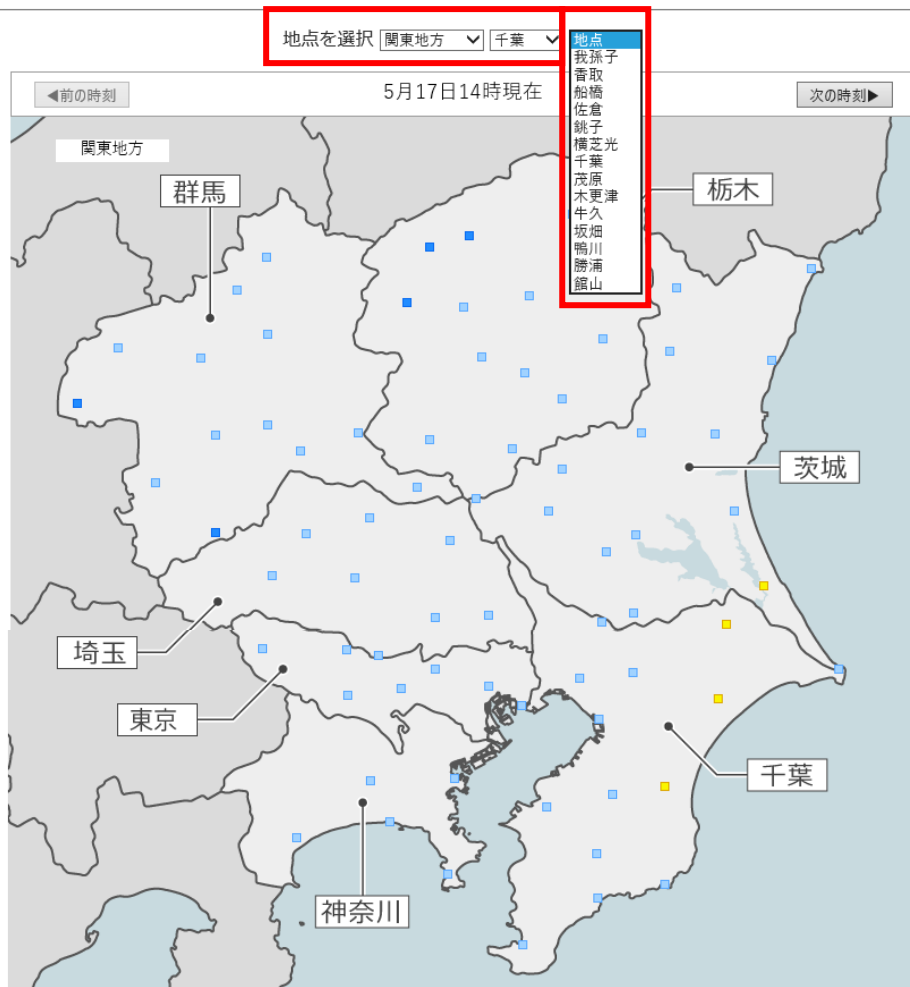 地点を選択 関東地方 千葉 地点
我孫子
香取
船橋
佐倉
銚子
横芝光
千葉
茂原
木更津
牛久
坂畑
鴨川
勝浦
館山
◀前の時刻
5月17日14時現在
次の時刻▶
関東地方
群馬
栃木
茨城
埼玉
東京
千葉
神奈川